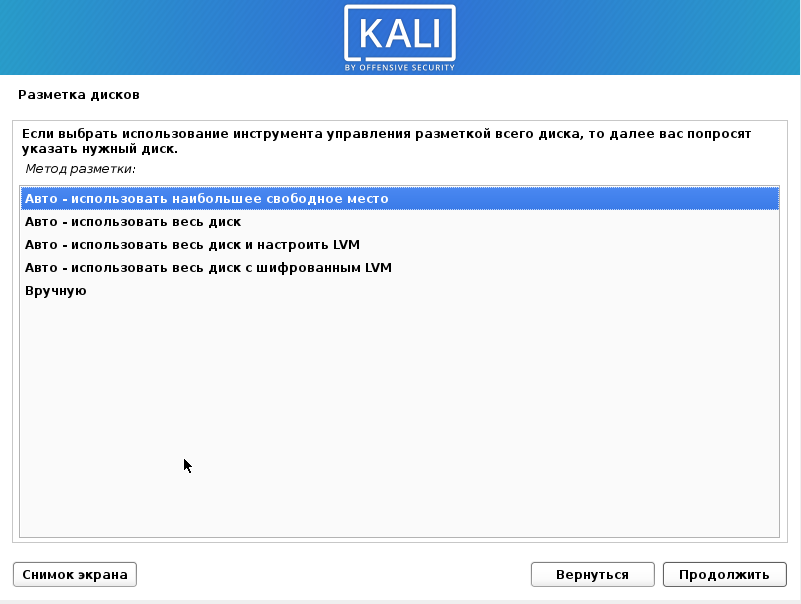 KALI
BY OFFENSIVE SECURITY
Разметка дисков
Если выбрать использование инструмента управления разметкой всего диска, то далее вас попросят
указать нужный диск.
Метод разметки:
Авто - использовать наибольшее свободное место
Авто - использовать весь диск
Авто - использовать весь диск и настроить LVM
Авто - использовать весь диск с шифрованным LVM
Вручную
Снимок экрана
Вернуться
Продолжить